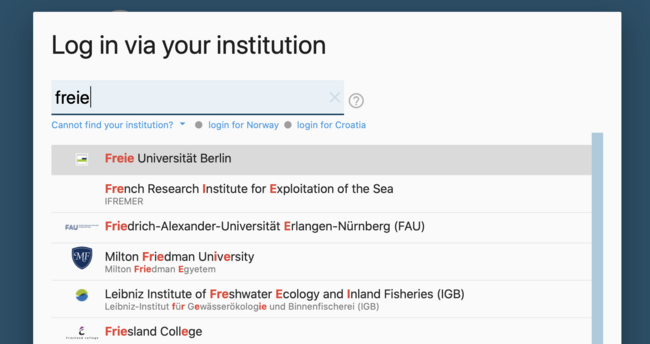 Log in via your institution
freie
Cannot find your institution? login for Norway login for Croatia
Freie Universität Berlin
French Research Institute for Exploitation of the Sea
IFREMER
FAU
Friedrich-Alexander-Universität Erlangen-Nürnberg (FAU)
MF
Milton Friedman University
Milton Friedman Egyetem
Leibniz Institute of Freshwater Ecology and Inland Fisheries (IGB)
Leibniz-Institut für Gewässerökologie und Binnenfischerei (IGB)
friesland college
Friesland College